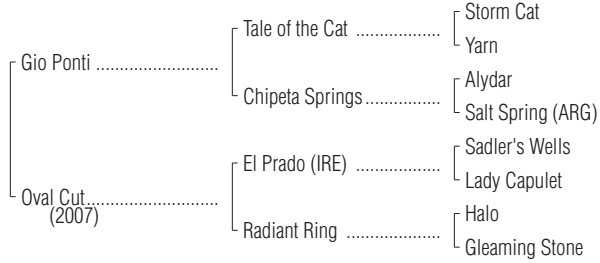 Storm Cat
Tale of the Cat ..................
Yarn
Gio Ponti ..........................
Alydar
Chipeta Springs................
Salt Spring (ARG)
Sadler's Wells
El Prado (IRE) ..................
Lady Capulet
Oval Cut............................
(2007)
Halo
Radiant Ring ....................
Gleaming Stone